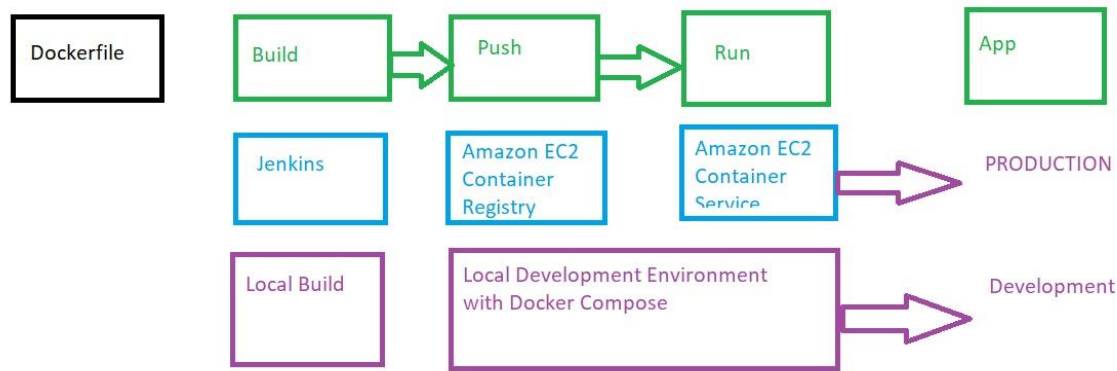 Dockerfile
Build
Push
Run
App
Jenkins
Amazon EC2
Container
Registry
Amazon EC2
Container
Service
PRODUCTION
Local Build
Local Development Environment
with Docker Compose
Development